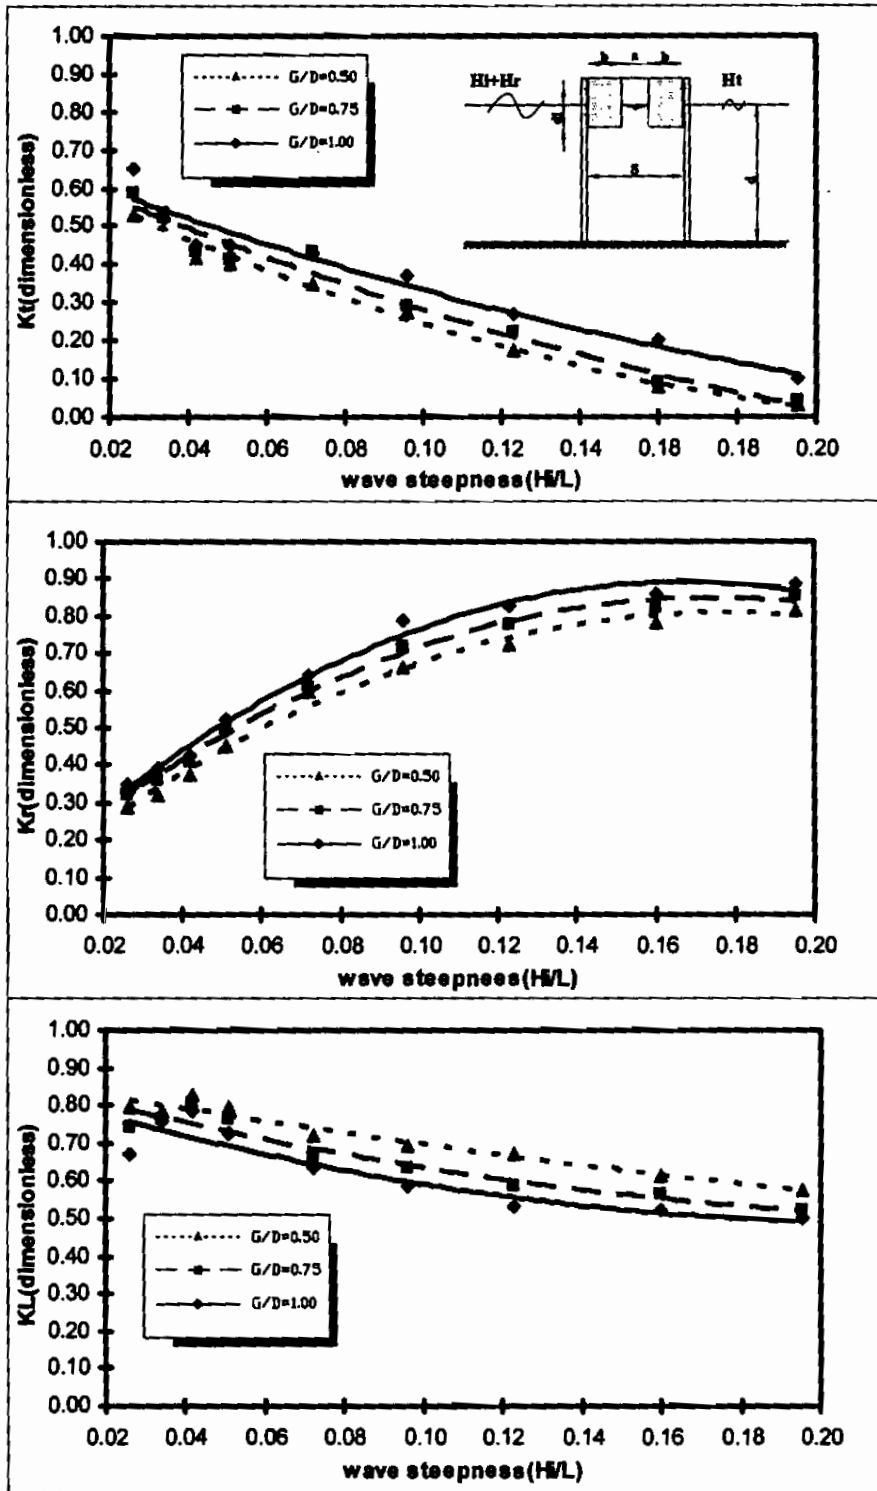 1.00
0.90
0.80
0.70
0.60
0.50
0.40
0.30
0.20
0.10
0.00
Kt(dimensionless)
G/D=0.50
G/D=0.75
G/D=1.00
b a b
Hi+Hr
Ht
0.02 0.04 0.06 0.08 0.10 0.12 0.14 0.16 0.18 0.20
wave steepness(Hi/L)
1.00
0.90
0.80
0.70
0.60
0.50
0.40
0.30
0.20
0.10
0.00
Kr(dimensionless)
G/D=0.50
G/D=0.75
G/D=1.00
0.02 0.04 0.06 0.08 0.10 0.12 0.14 0.16 0.18 0.20
wave steepness(Hi/L)
1.00
0.90
0.80
0.70
0.60
0.50
0.40
0.30
0.20
0.10
0.00
KL(dimensionless)
G/D=0.50
G/D=0.75
G/D=1.00
0.02 0.04 0.06 0.08 0.10 0.12 0.14 0.16 0.18 0.20
wave steepness(Hi/L)